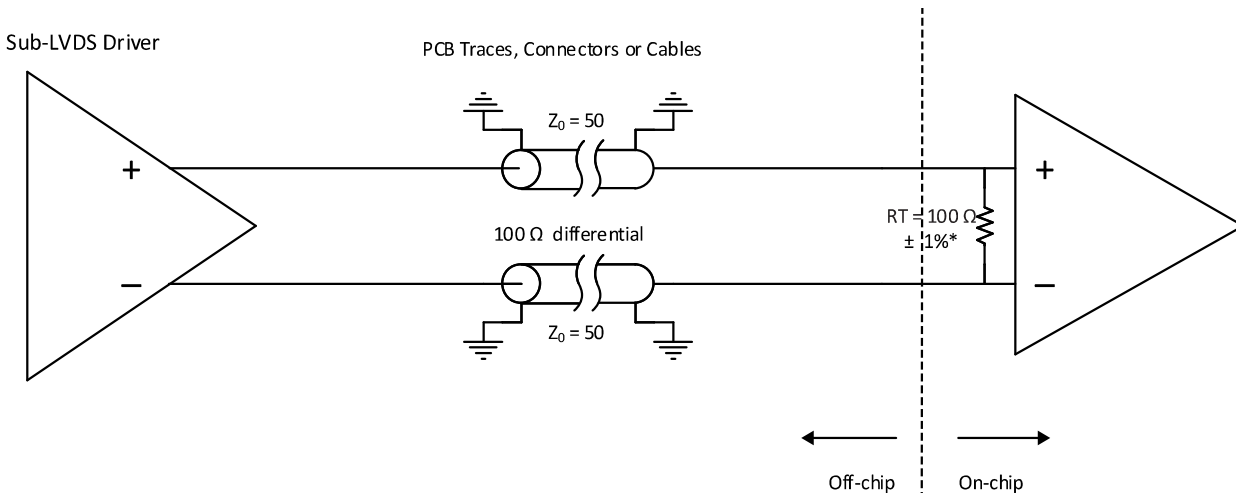 Sub-LVDS Driver
PCB Traces, Connectors or Cables
Z₀ = 50
+
+
RT = 100 Ω
± 1%*
100 Ω differential
−
−
Z₀ = 50
Off-chip
On-chip